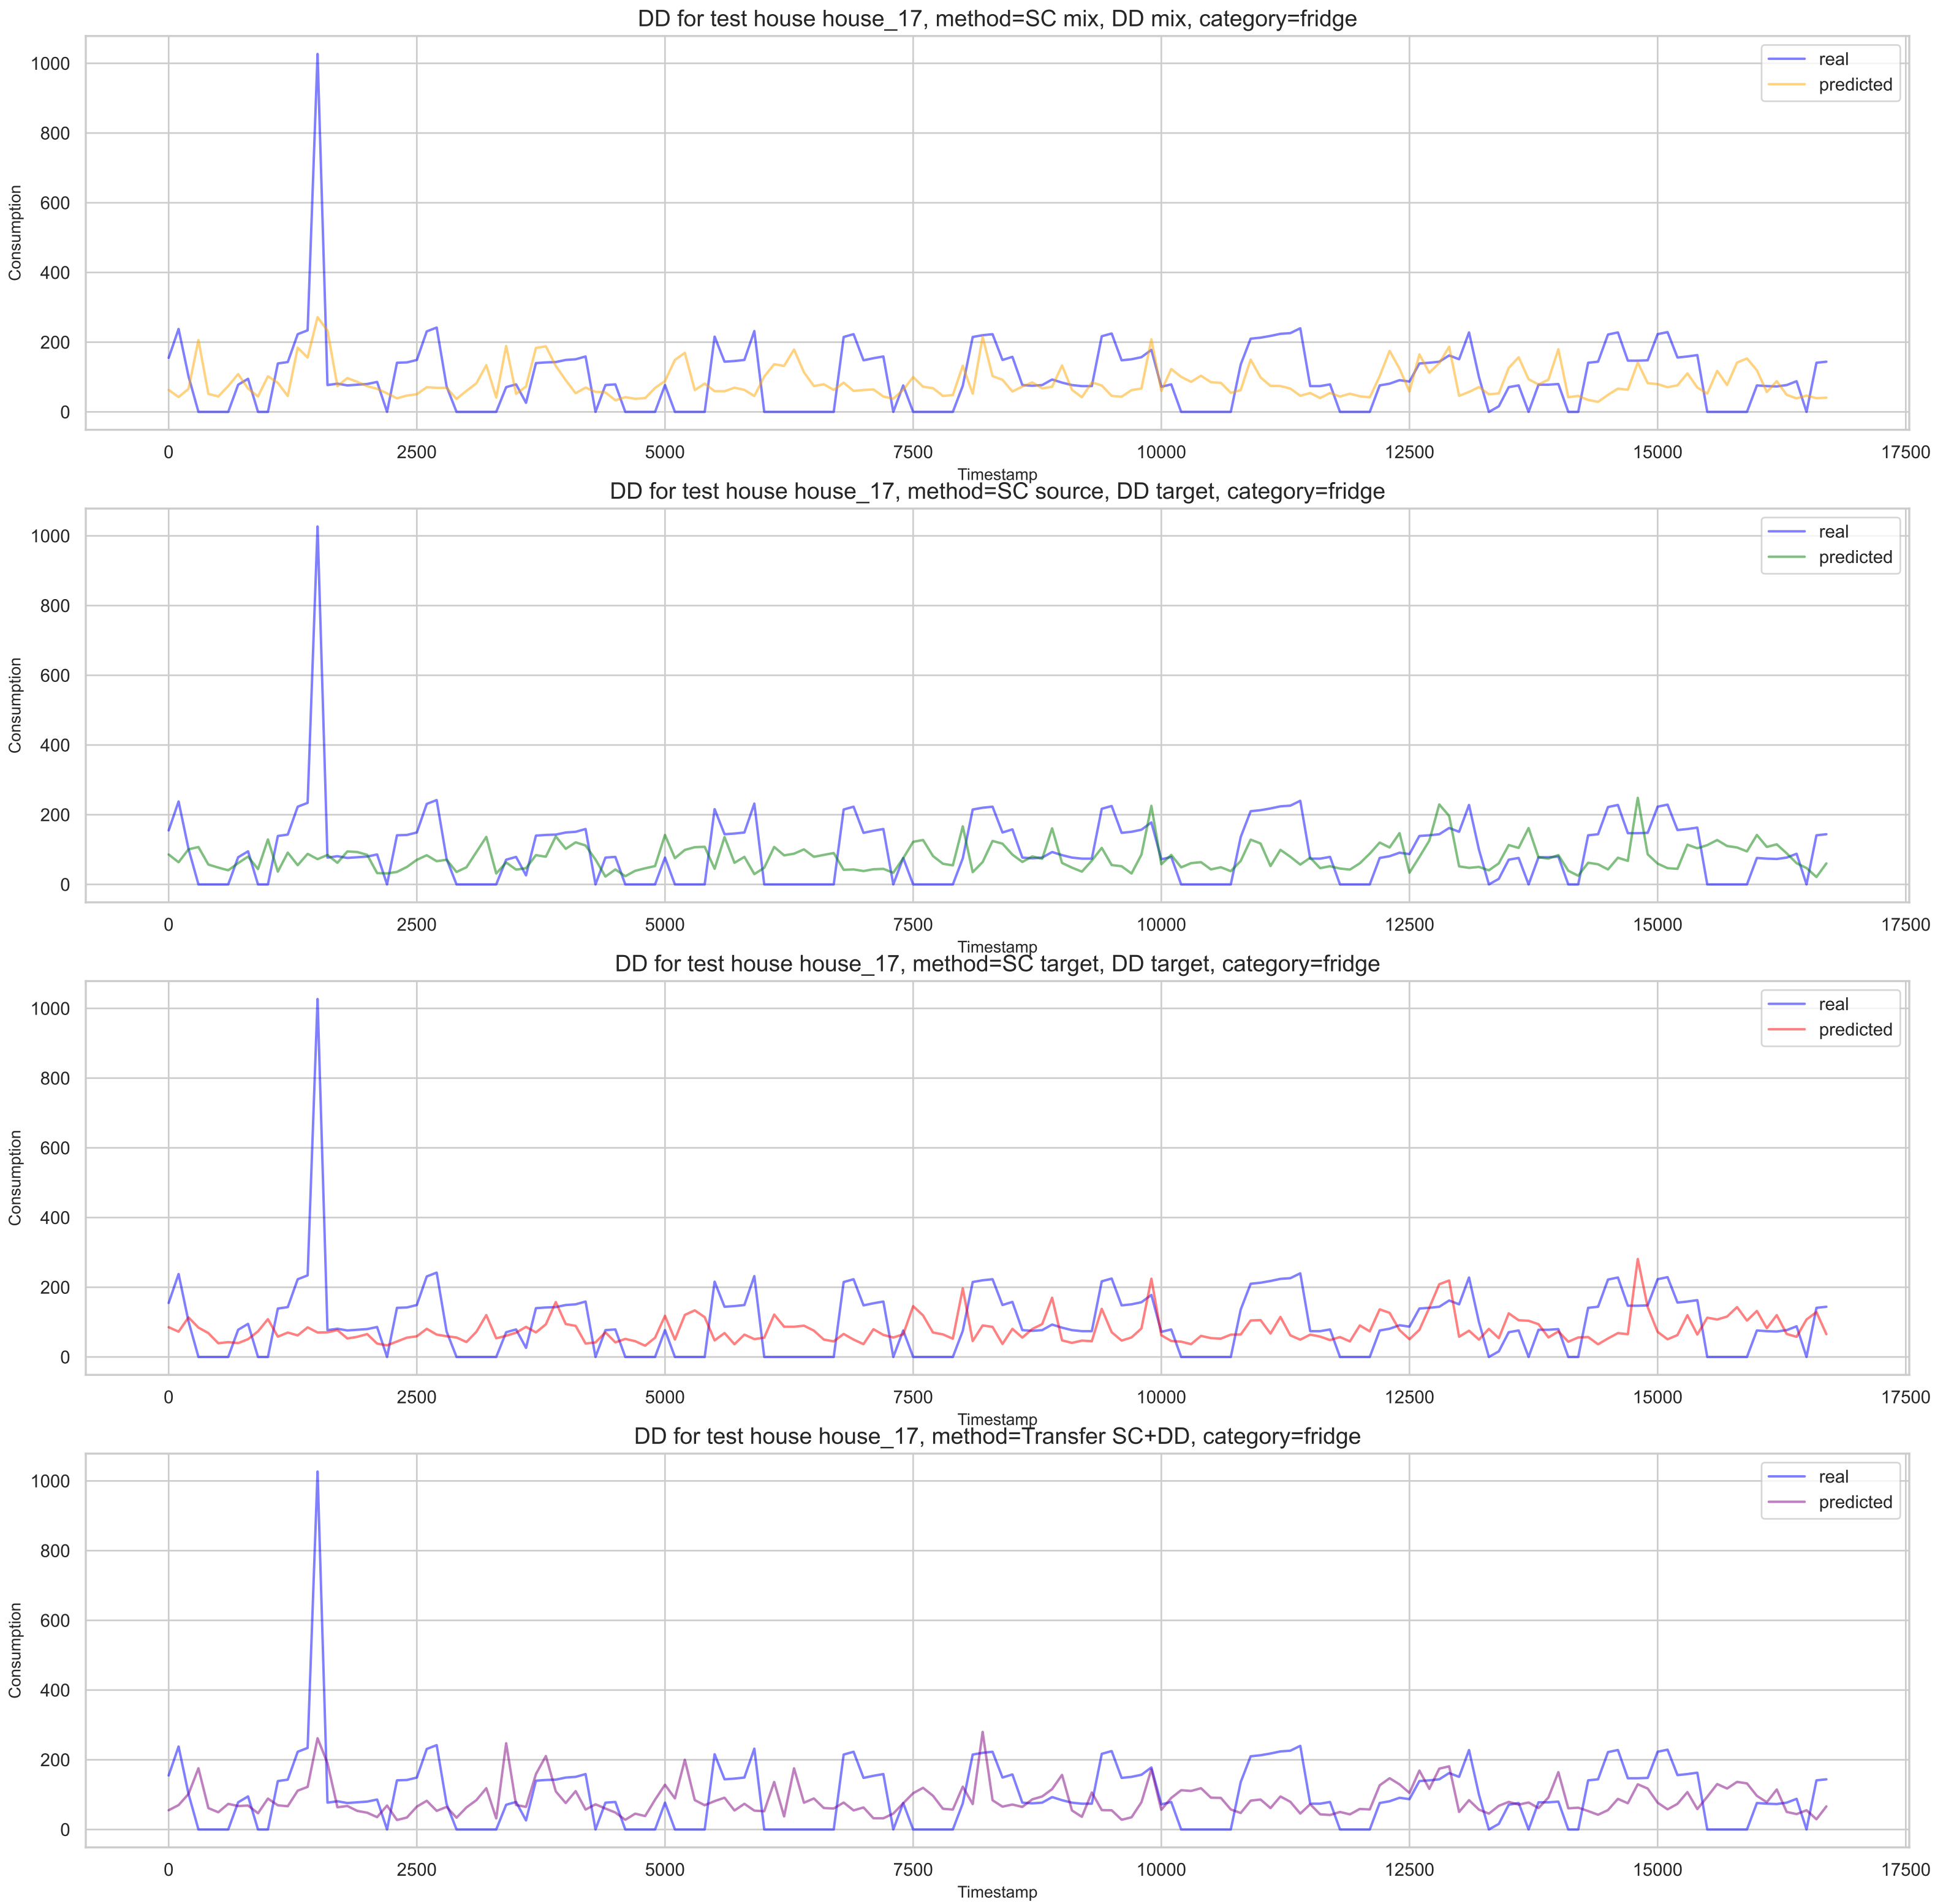 DD for test house house_17, method=SC mix, DD mix, category=fridge
real
predicted
Consumption
1000
800
600
400
200
0
0 2500 5000 7500 10000 12500 15000 17500
Timestamp
DD for test house house_17, method=SC source, DD target, category=fridge
real
predicted
Consumption
1000
800
600
400
200
0
0 2500 5000 7500 10000 12500 15000 17500
Timestamp
DD for test house house_17, method=SC target, DD target, category=fridge
real
predicted
Consumption
1000
800
600
400
200
0
0 2500 5000 7500 10000 12500 15000 17500
Timestamp
DD for test house house_17, method=Transfer SC+DD, category=fridge
real
predicted
Consumption
1000
800
600
400
200
0
0 2500 5000 7500 10000 12500 15000 17500
Timestamp